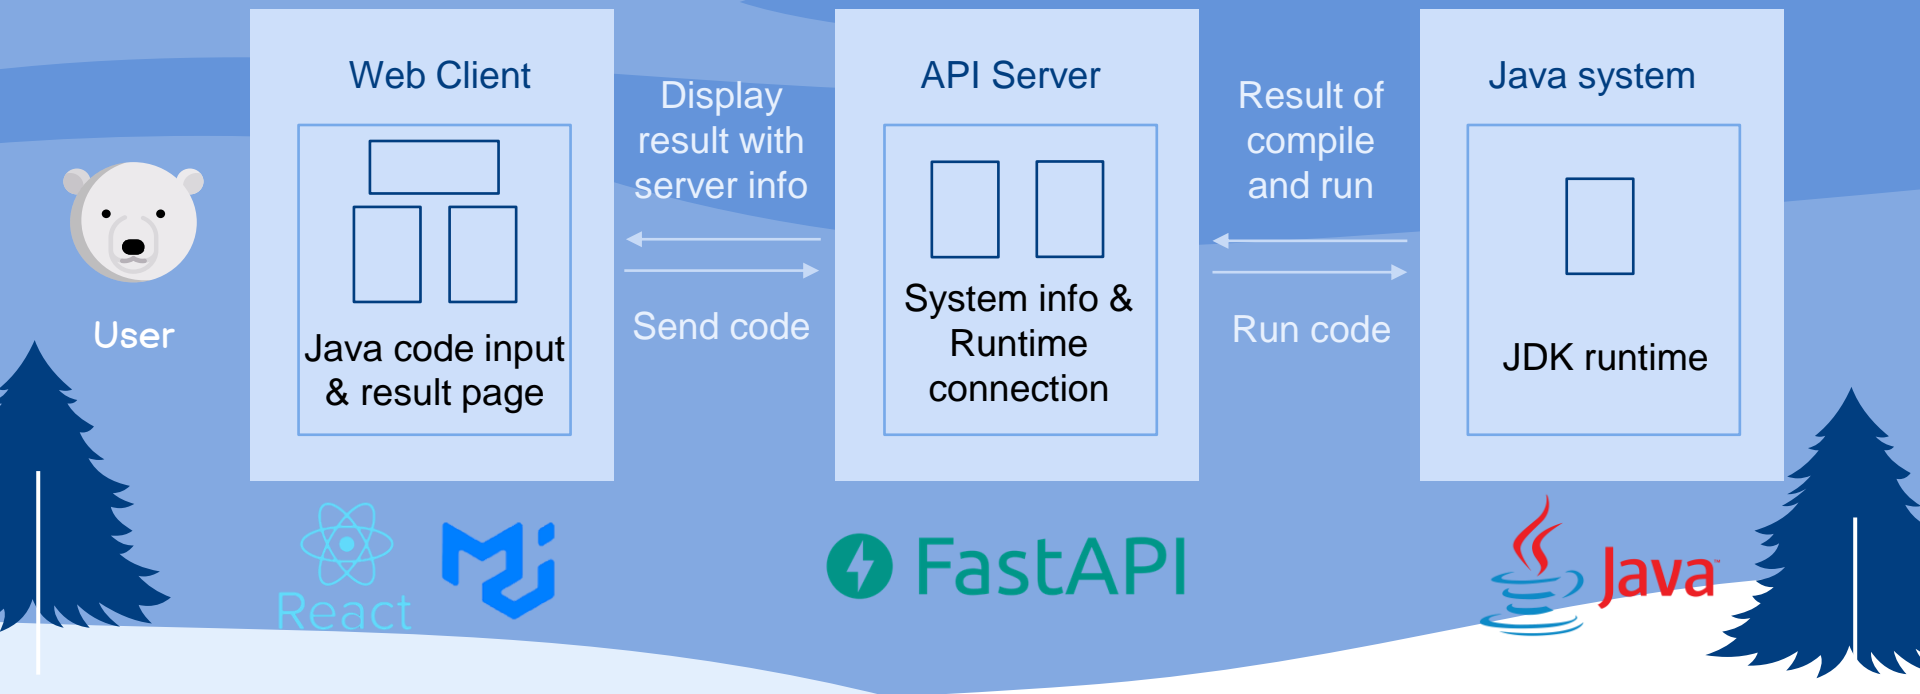 User
Web Client
Java code input
& result page
React
Display
result with
server info
Send code
API Server
System info &
Runtime
connection
FastAPI
Result of
compile
and run
Run code
Java system
JDK runtime
Java™